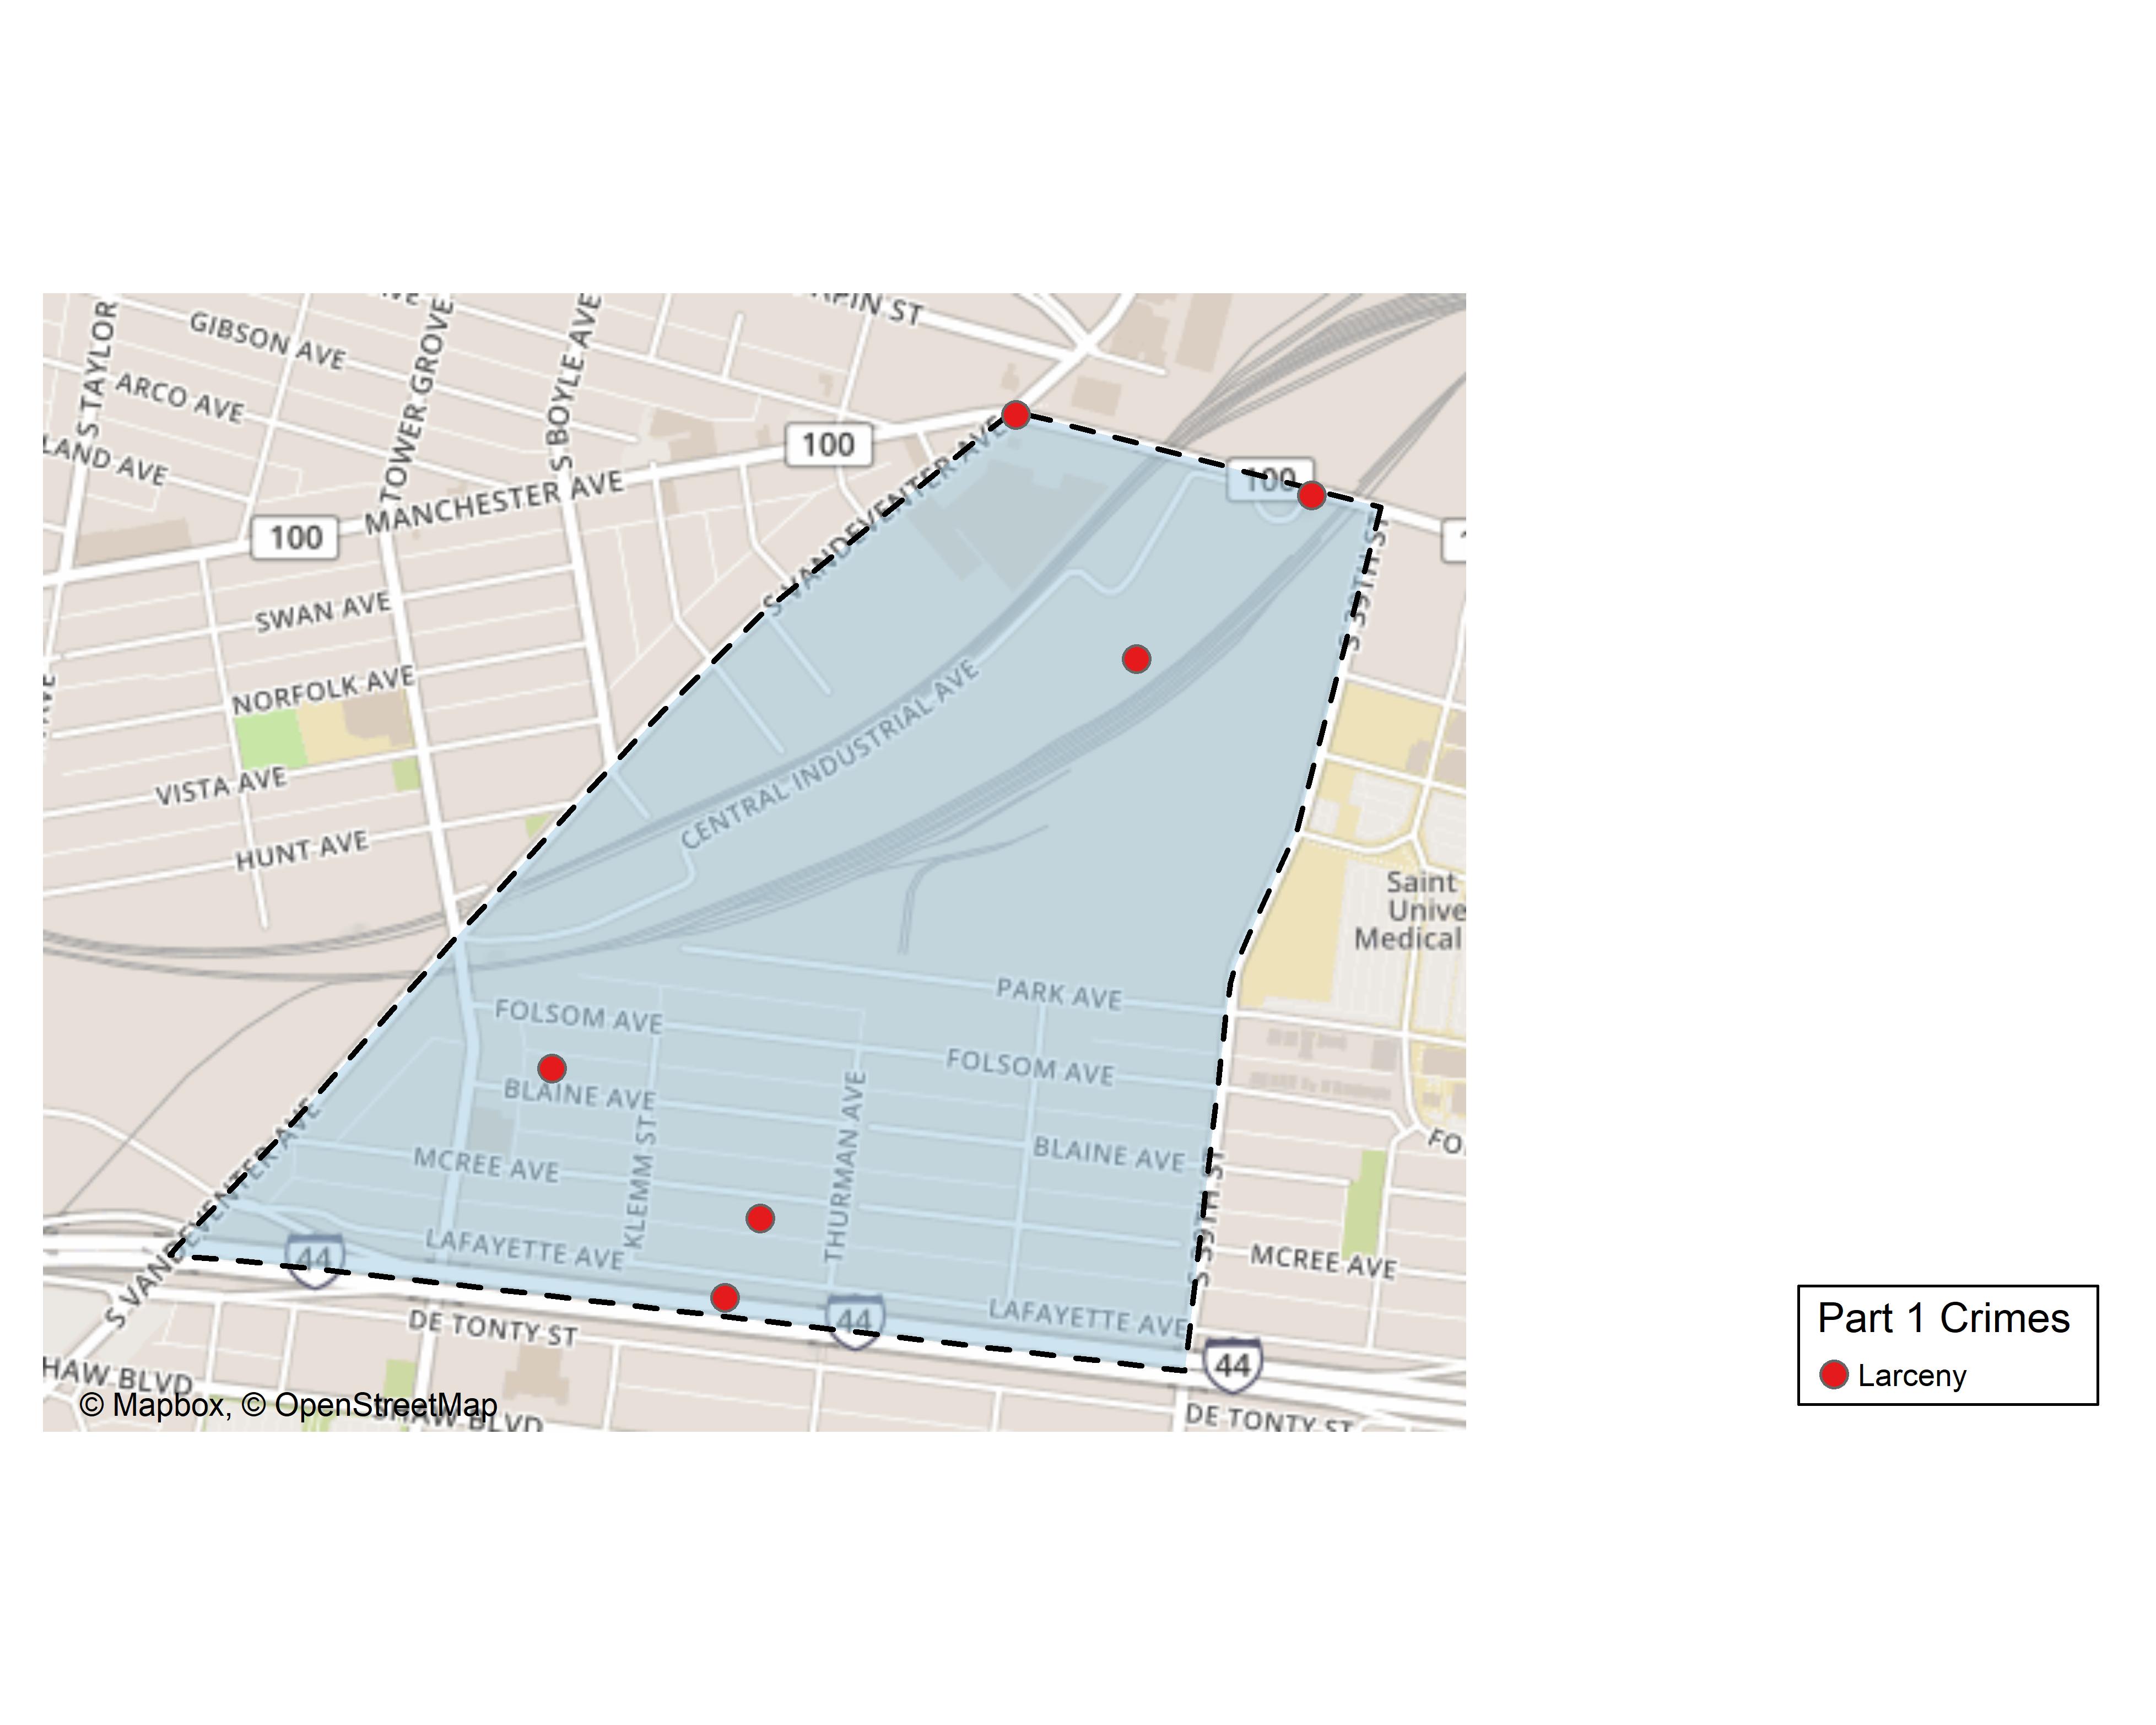 GIBSON AVE
ARCO AVE
LAND AVE
S TAYLOR
TOWER GROVE
S BOYLE AVE
PIN ST
100
MANCHESTER AVE
100
100
S VANDEVENTER AVE
S 39TH ST
SWAN AVE
NORFOLK AVE
VISTA AVE
HUNT AVE
CENTRAL INDUSTRIAL AVE
Saint
Unive
Medical
PARK AVE
FOLSOM AVE
FOLSOM AVE
BLAINE AVE
BLAINE AVE
KLEMM ST
THURMAN AVE
MCREE AVE
S VANDEVENTER AVE
S 39TH ST
FO
MCREE AVE
LAFAYETTE AVE
LAFAYETTE AVE
44
44
44
DE TONTY ST
DE TONTY ST
HAW BLVD
SHAW BLVD
© Mapbox, © OpenStreetMap
Part 1 Crimes
Larceny